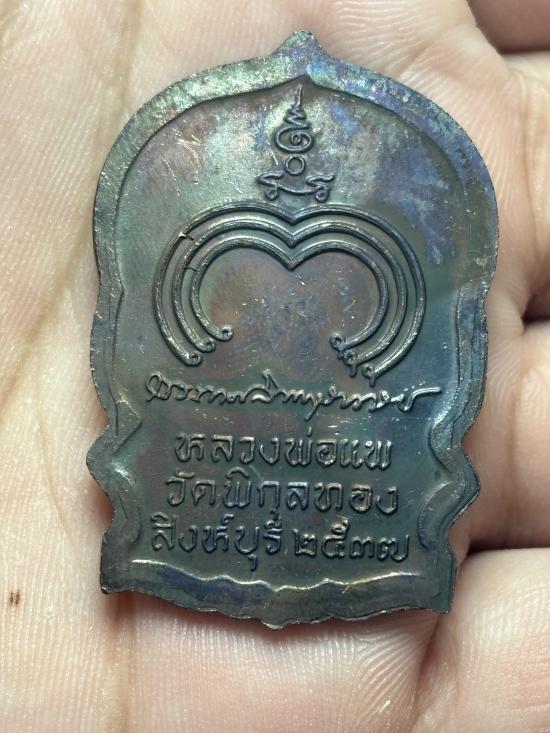 หลวงพ่อแพ
วัดพิกุลทอง
สิงห์บุรี ๒๕๓๗